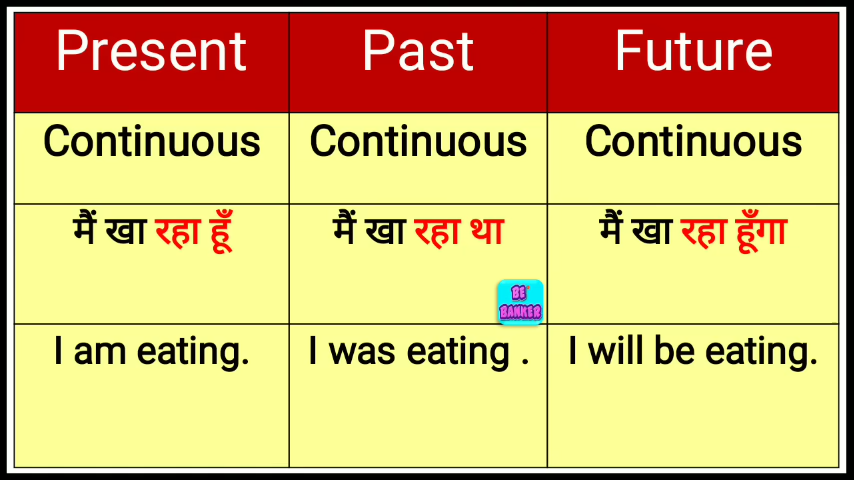 Present Past Future
Continuous Continuous Continuous
मैं खा रहा हूँ मैं खा रहा था मैं खा रहा हूँगा
BE
BANKER
I am eating. I was eating . I will be eating.